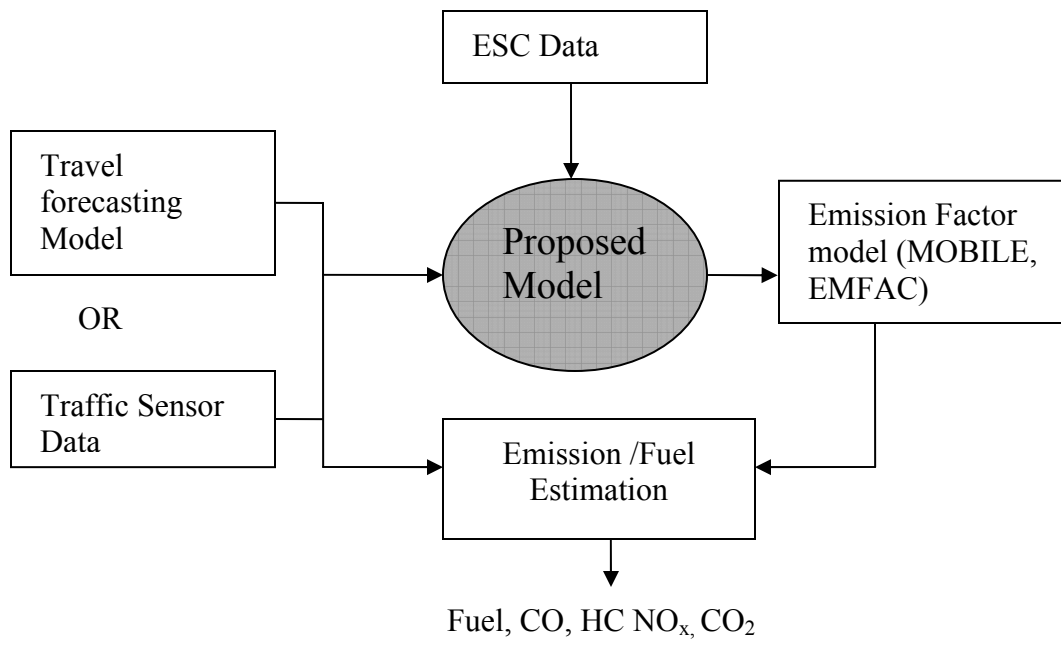 ESC Data
Travel
forecasting
Model
OR
Traffic Sensor
Data
Proposed
Model
Emission Factor
model (MOBILE,
EMFAC)
Emission /Fuel
Estimation
Fuel, CO, HC NOx, CO2